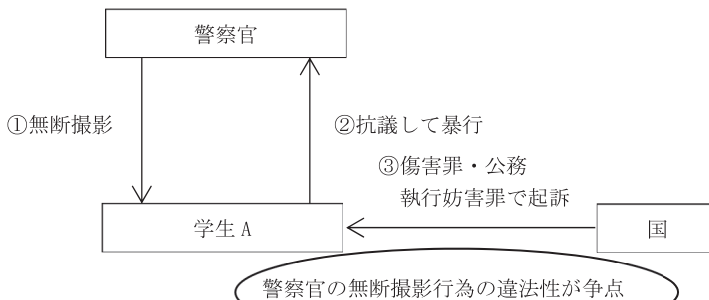 警察官
①無断撮影
②抗議して暴行
③傷害罪・公務
執行妨害罪で起訴
学生A
国
警察官の無断撮影行為の違法性が争点